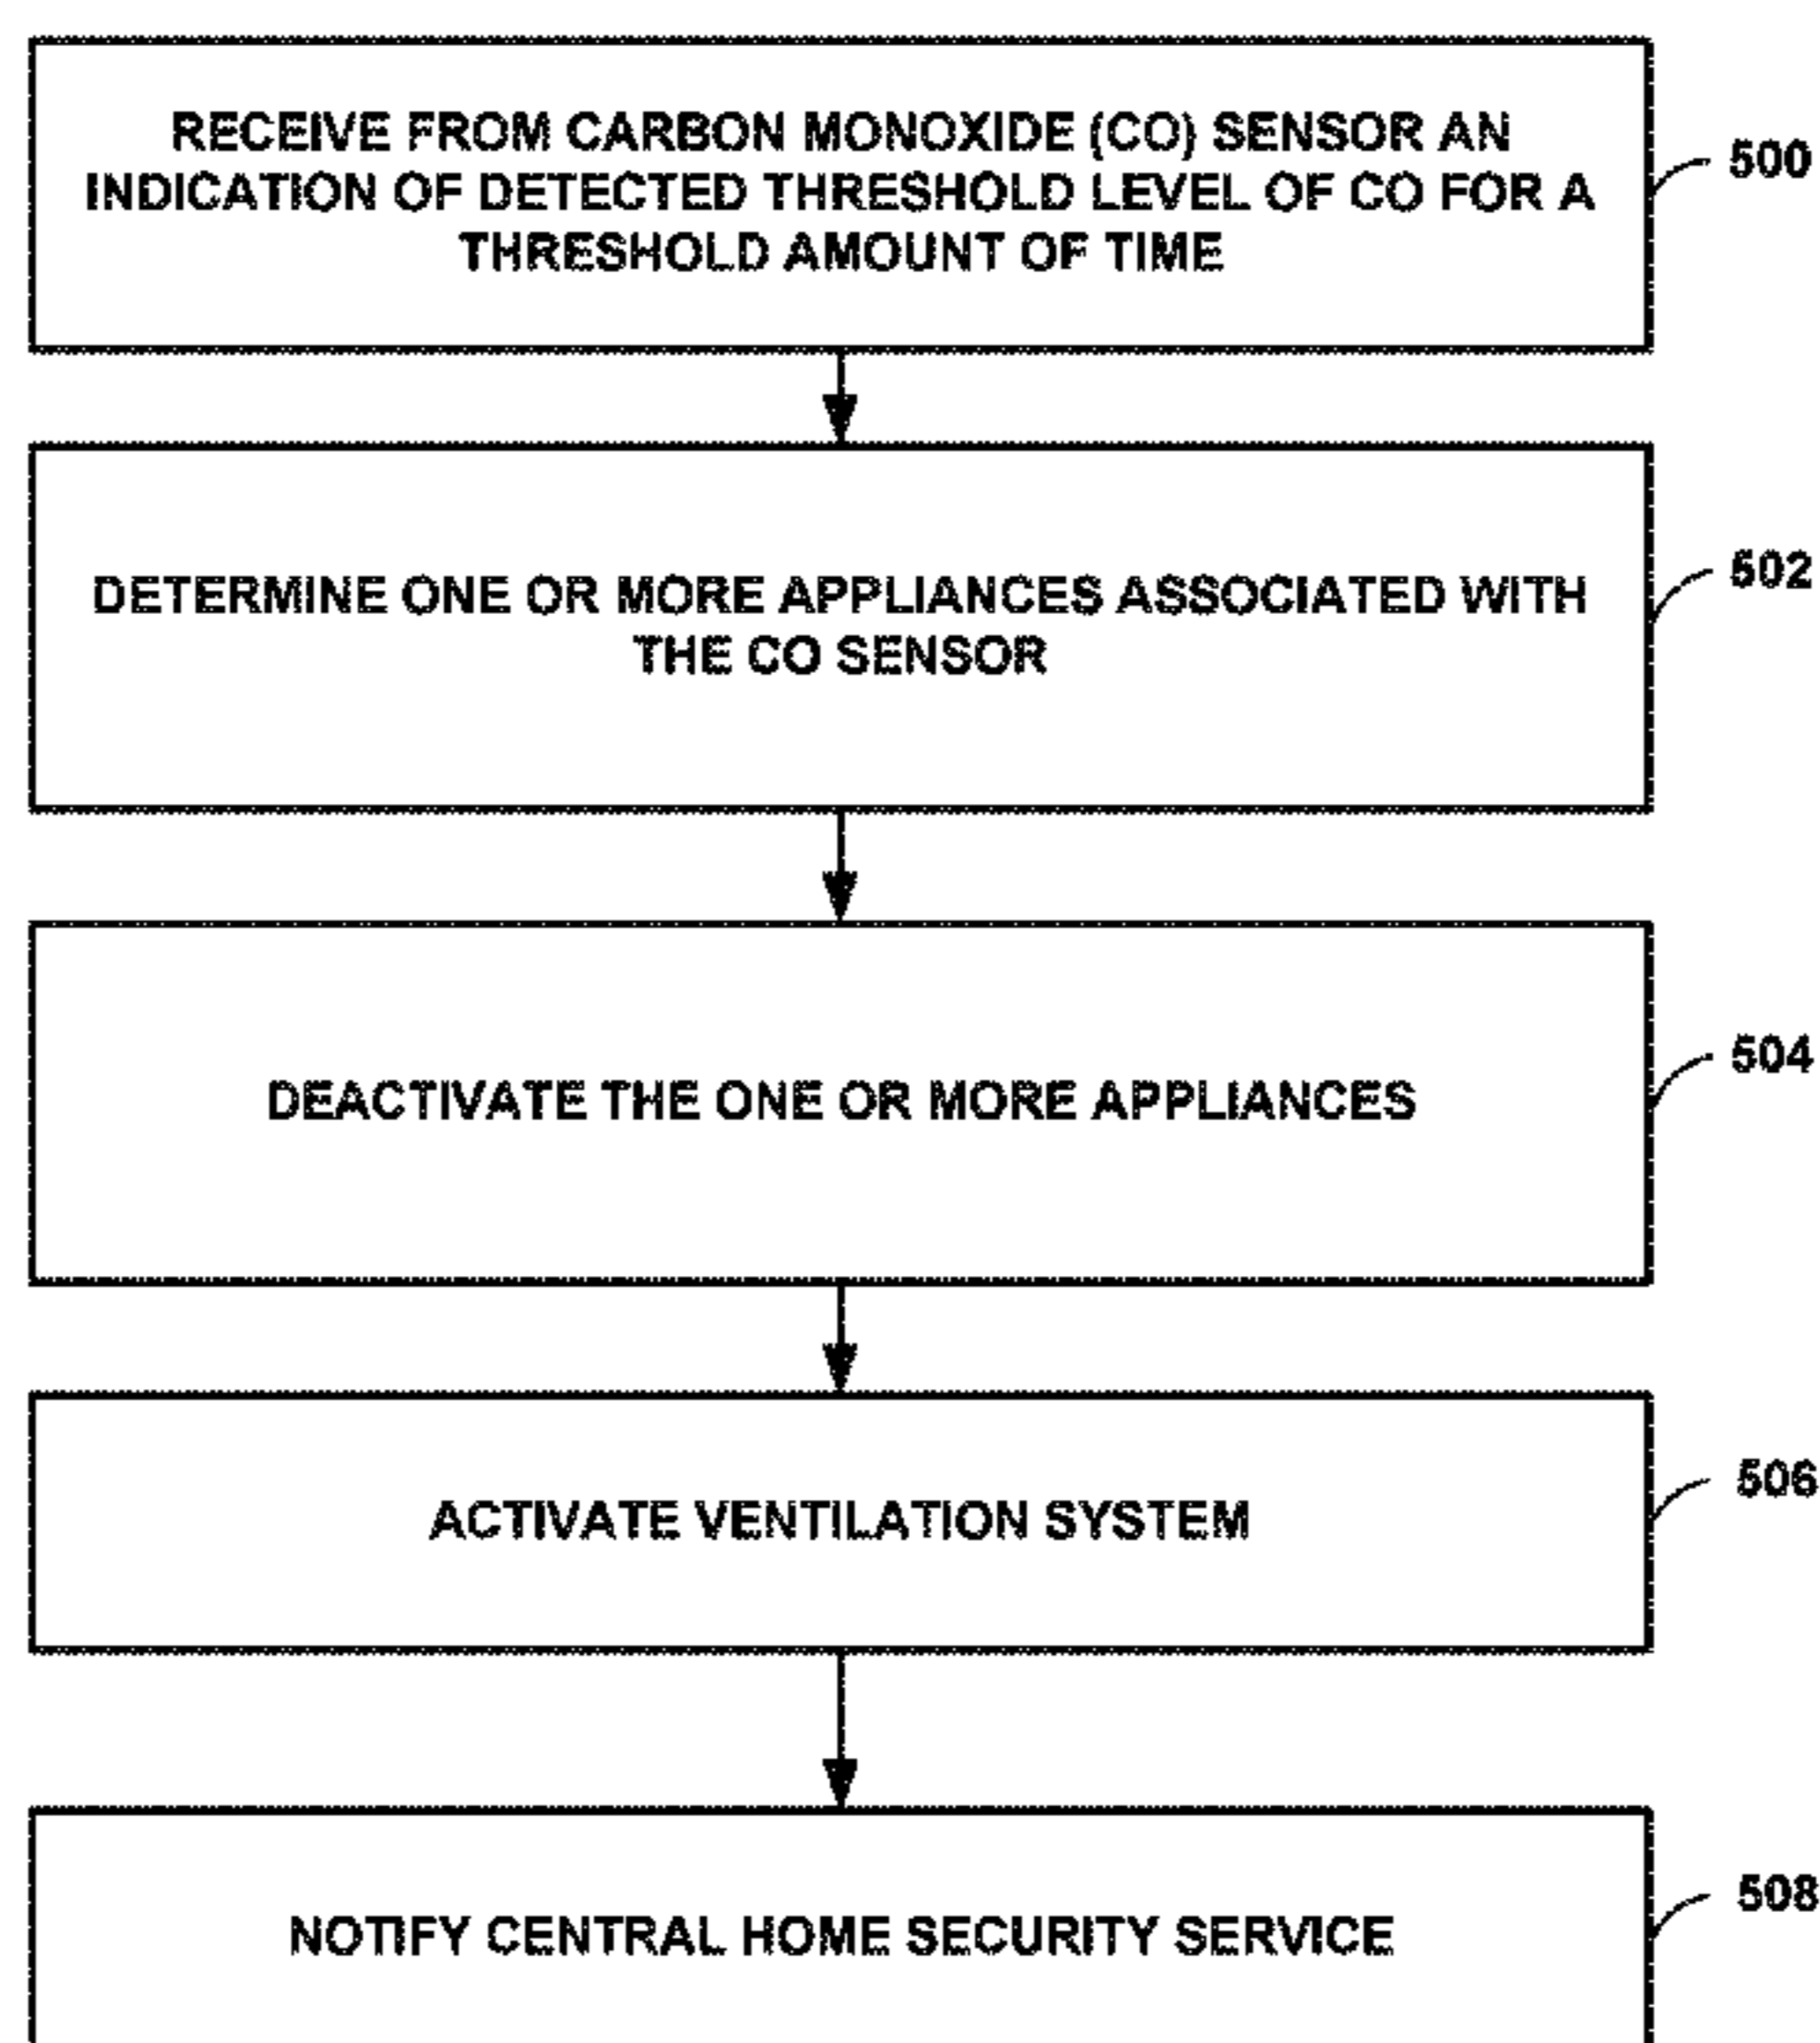 RECEIVE FROM CARBON MONOXIDE (CO) SENSOR AN
INDICATION OF DETECTED THRESHOLD LEVEL OF CO FOR A
THRESHOLD AMOUNT OF TIME
500
DETERMINE ONE OR MORE APPLIANCES ASSOCIATED WITH
THE CO SENSOR
502
DEACTIVATE THE ONE OR MORE APPLIANCES
504
ACTIVATE VENTILATION SYSTEM
506
NOTIFY CENTRAL HOME SECURITY SERVICE
508